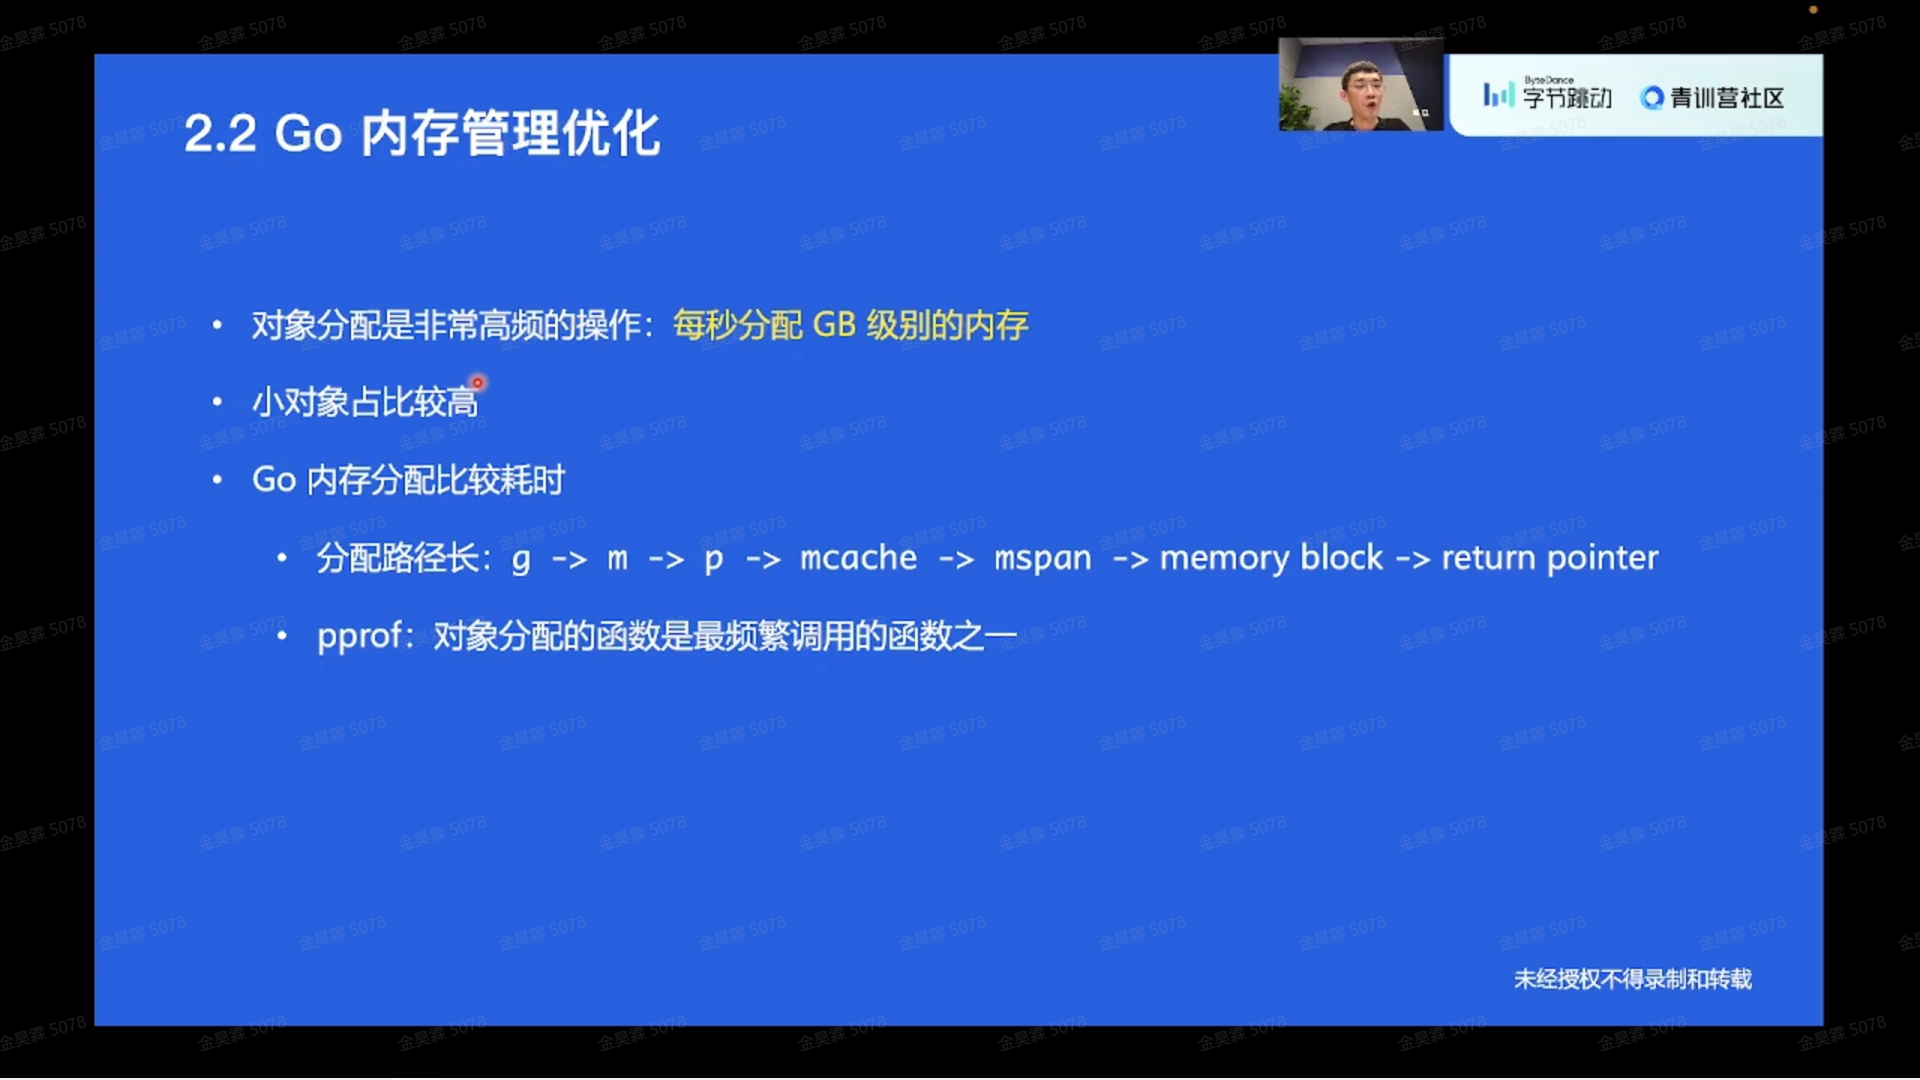 ByteDance
字节跳动
青训营社区
2.2 Go 内存管理优化
• 对象分配是非常高频的操作：每秒分配 GB 级别的内存
• 小对象占比较高
• Go 内存分配比较耗时
• 分配路径长：g -> m -> p -> mcache -> mspan -> memory block -> return pointer
• pprof：对象分配的函数是最频繁调用的函数之一
未经授权不得录制和转载
金昊霖 5078